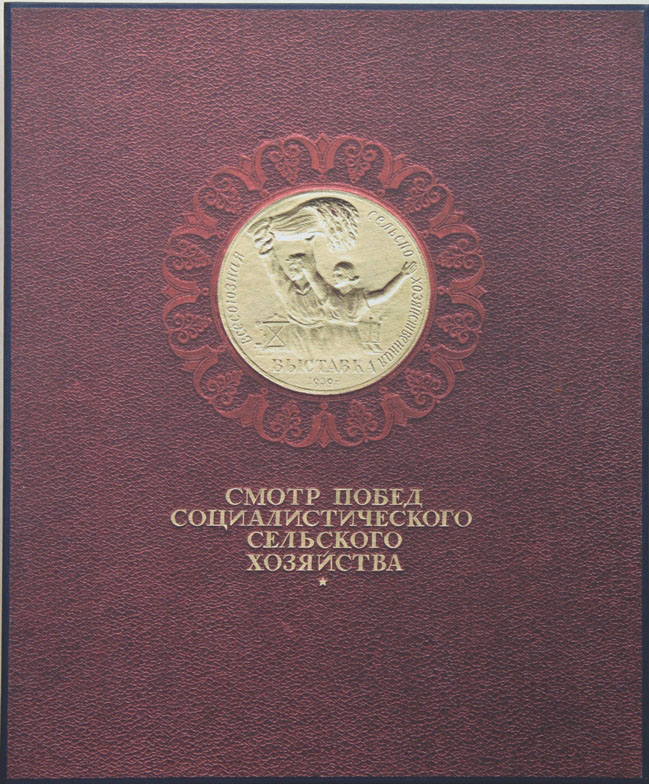 ВСЕСОЮЗНАЯ
СЕЛЬСКО
ХОЗЯЙСТВЕННАЯ
ВЫСТАВКА
СМОТР ПОБЕД
СОЦИАЛИСТИЧЕСКОГО
СЕЛЬСКОГО
ХОЗЯЙСТВА